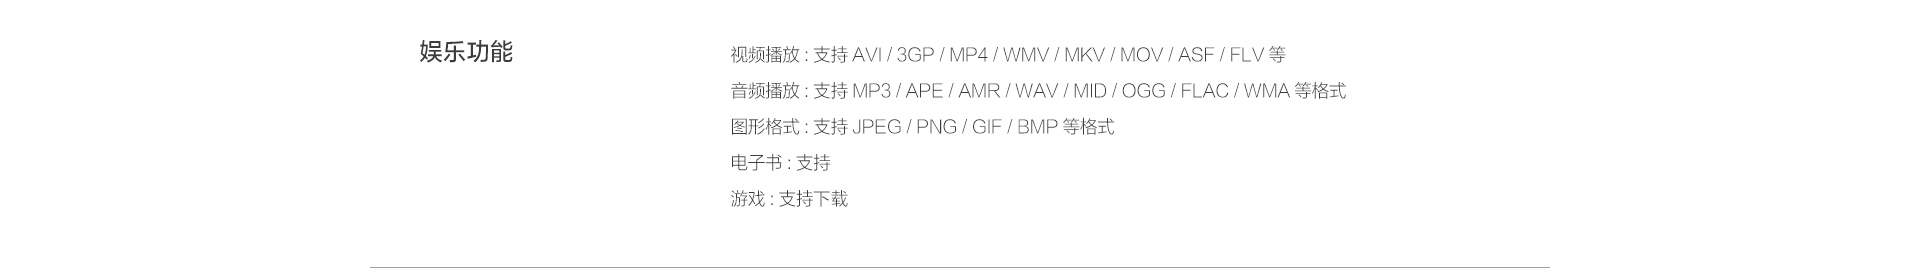 娱乐功能
视频播放 : 支持 AVI / 3GP / MP4 / WMV / MKV / MOV / ASF / FLV 等
音频播放 : 支持 MP3 / APE / AMR / WAV / MID / OGG / FLAC / WMA 等格式
图形格式 : 支持 JPEG / PNG / GIF / BMP 等格式
电子书 : 支持
游戏 : 支持下载